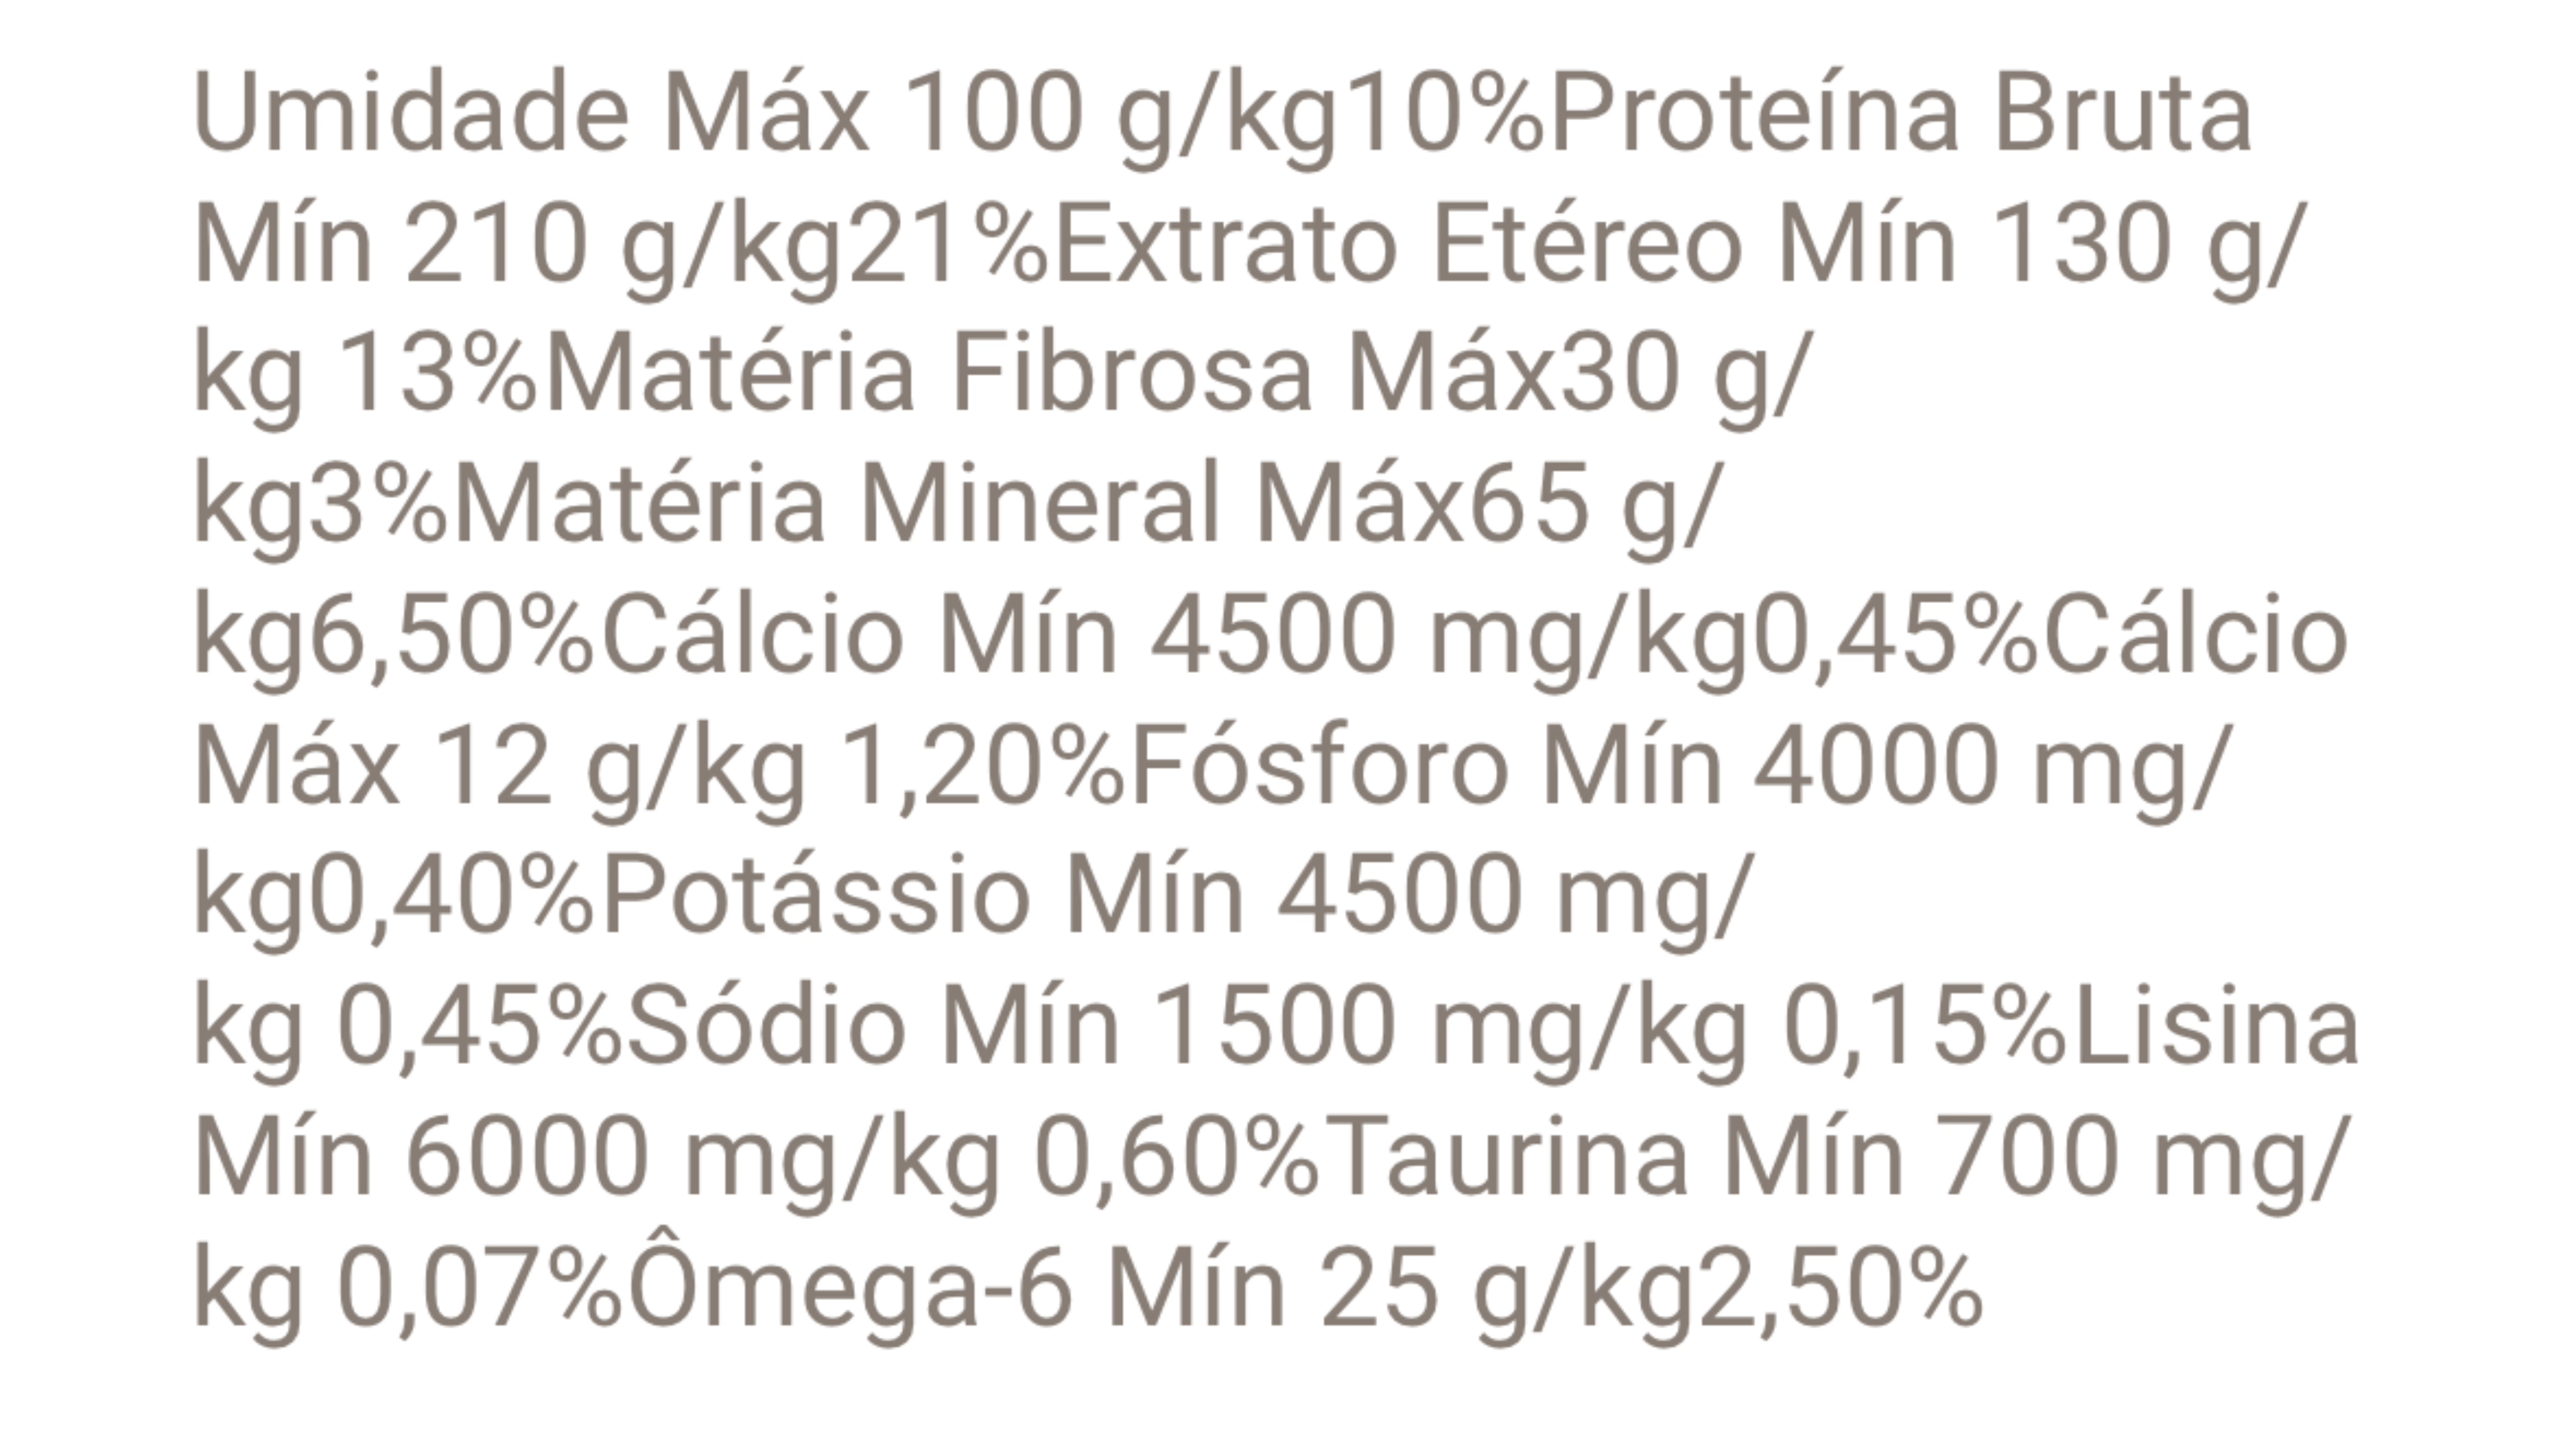 Umidade Máx 100 g/kg10%Proteína Bruta
Mín 210 g/kg21%Extrato Etéreo Mín 130 g/
kg 13%Matéria Fibrosa Máx30 g/
kg3%Matéria Mineral Máx65 g/
kg6,50%Cálcio Mín 4500 mg/kg0,45%Cálcio
Máx 12 g/kg 1,20%Fósforo Mín 4000 mg/
kg0,40%Potássio Mín 4500 mg/
kg 0,45%Sódio Mín 1500 mg/kg 0,15%Lisina
Mín 6000 mg/kg 0,60%Taurina Mín 700 mg/
kg 0,07%Ômega-6 Mín 25 g/kg2,50%